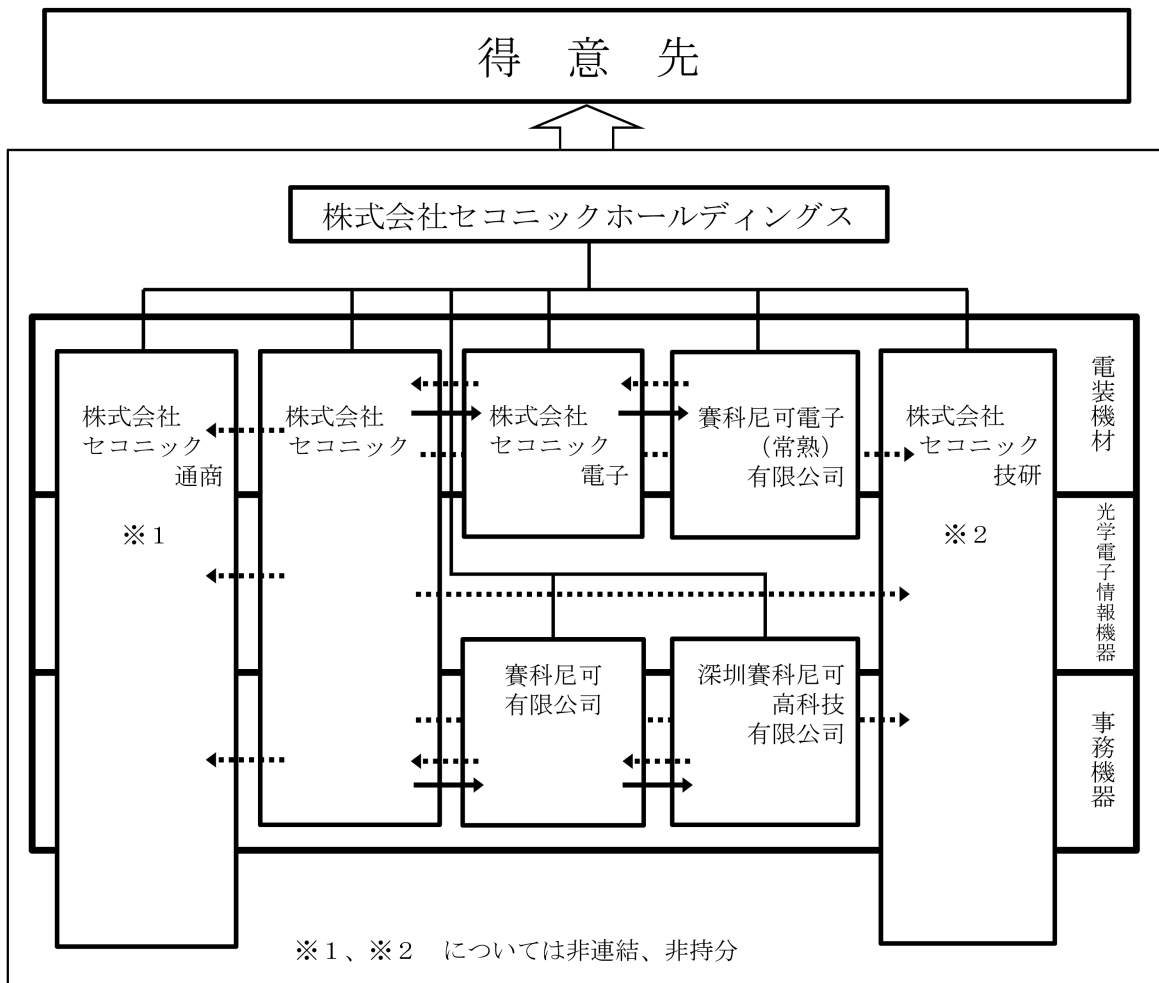 得　意　先
株式会社セコニックホールディングス
株式会社
セコニック
通商
※１
株式会社
セコニック
株式会社
セコニック
電子
賽科尼可電子
（常熟）
有限公司
株式会社
セコニック
技研
※２
電装機材
光学電子情報機器
賽科尼可
有限公司
深圳賽科尼可
高科技
有限公司
事務機器
※１、※２　については非連結、非持分